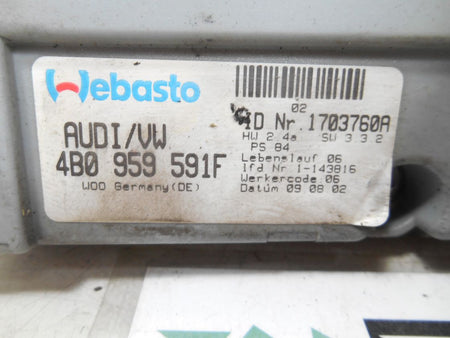 Webasto
AUDI/VW
4B0 959 591F
WOO Germany(DE)
02
ID Nr. 1703760A
HW 2.4a SW 3.3 2
PS 84
Lebenslauf 06
lfd Nr 1-143816
Werkercode 06
Datum 09 08 02